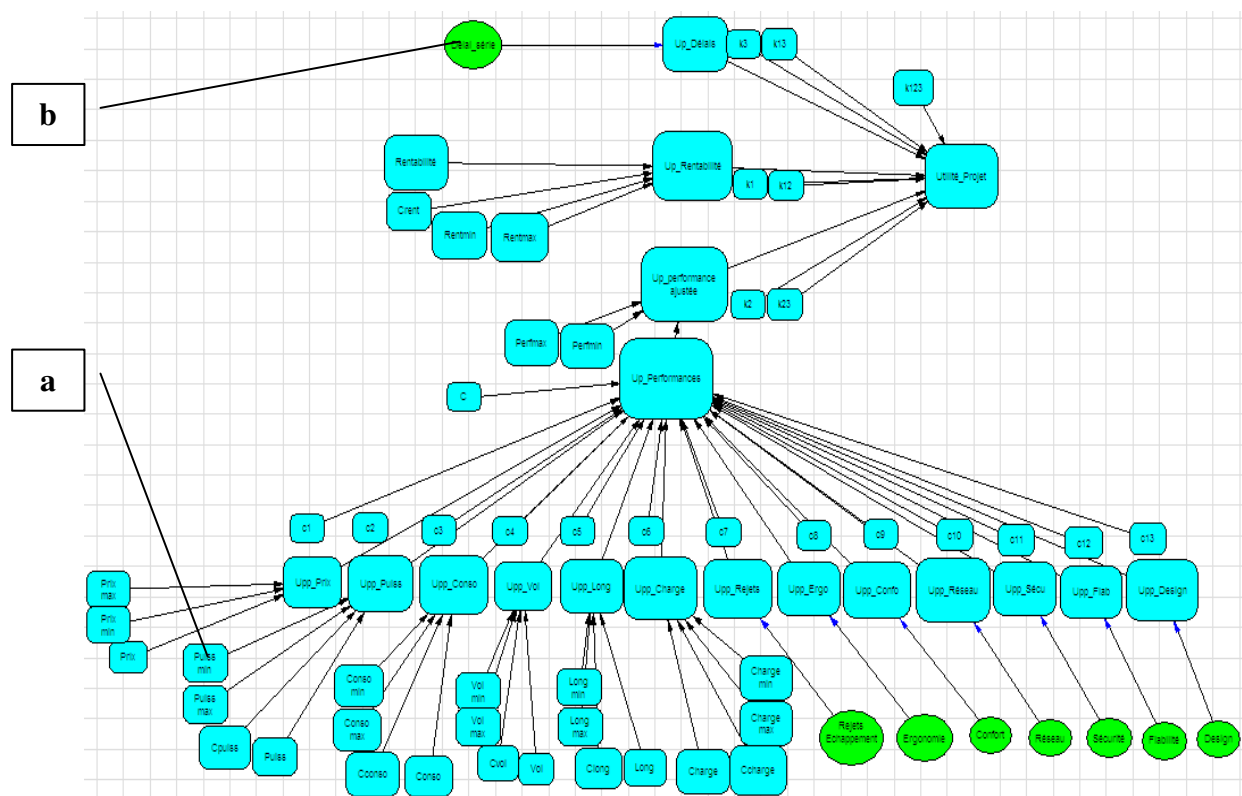 Délai_série
Up_Délais
k3
k13
k123
b
Rentabilité
Up_Rentabilité
k1
k12
Utilité_Projet
Crent
Rentmin
Rentmax
Up_performance
ajustée
k2
k23
Perfmax
Perfmin
a
Up_Performances
C
c1
c2
c3
c4
c5
c6
c7
c8
c9
c10
c11
c12
c13
Upp_Prix
Upp_Puiss
Upp_Conso
Upp_Vol
Upp_Long
Upp_Charge
Upp_Rejets
Upp_Ergo
Upp_Confo
Upp_Réseau
Upp_Sécu
Upp_Fiab
Upp_Design
Prix
max
Prix
min
Prix
Puiss
min
Puiss
max
Cpuiss
Puiss
Conso
min
Conso
max
Cconso
Conso
Vol
min
Vol
max
Cvol
Vol
Long
min
Long
max
Clong
Long
Charge
min
Charge
max
Charge
Ccharge
Rejets
Echappement
Ergonomie
Confort
Réseau
Sécurité
Fiabilité
Design